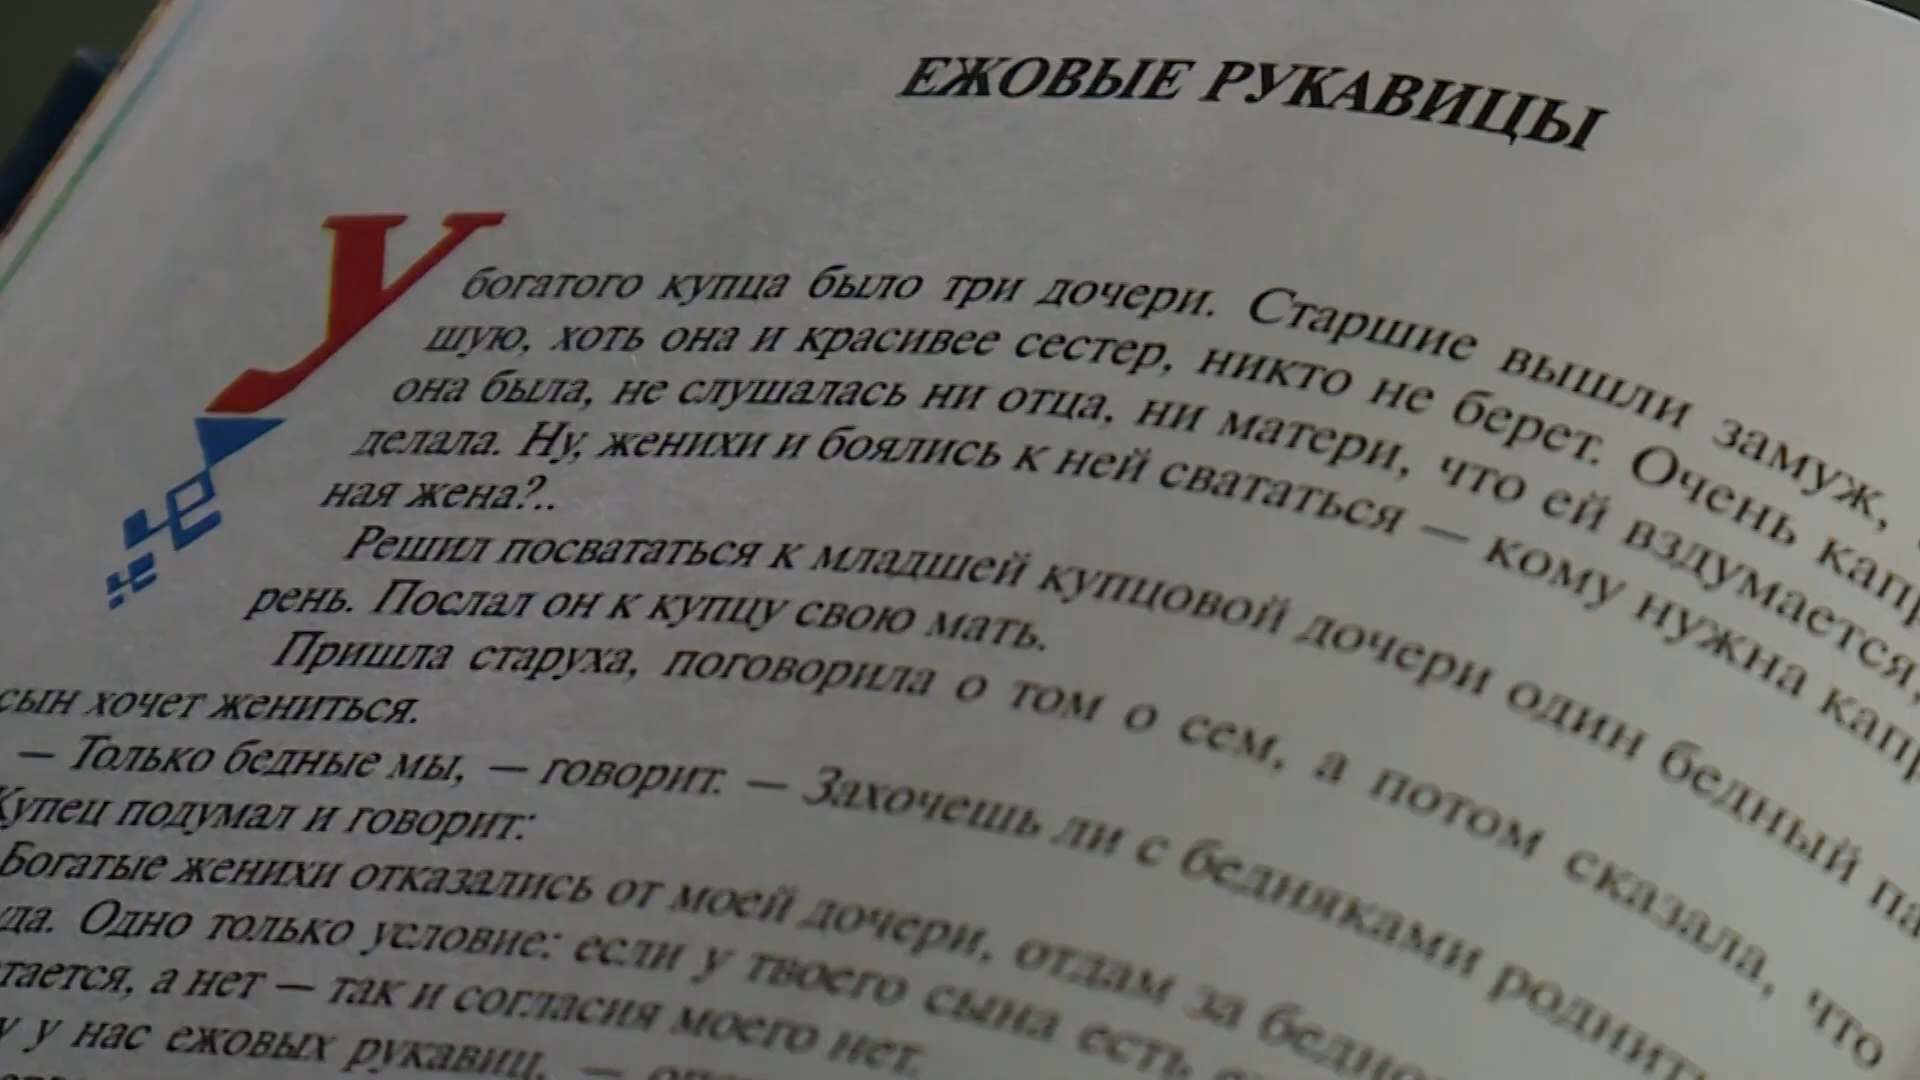 ЕЖОВЫЕ РУКАВИЦЫ
У богатого купца было три дочери. Старшие вышли замуж,
шую, хоть она и красивее сестер, никто не берет. Очень капр
она была, не слушалась ни отца, ни матери, что ей вздумается,
делала. Ну, женихи и боялись к ней свататься — кому нужна капр
ная жена?..
Решил посвататься к младшей купцовой дочери один бедный па
рень. Послал он к купцу свою мать.
Пришла старуха, поговорила о том о сем, а потом сказала, что
сын хочет жениться.
— Только бедные мы, — говорит. — Захочешь ли с бедняками роднить
Купец подумал и говорит:
Богатые женихи отказались от моей дочери, отдам за бедно
да. Одно только условие: если у твоего сына есть
тается, а нет — так и согласия моего нет.
у у нас ежовых рукавиц, —